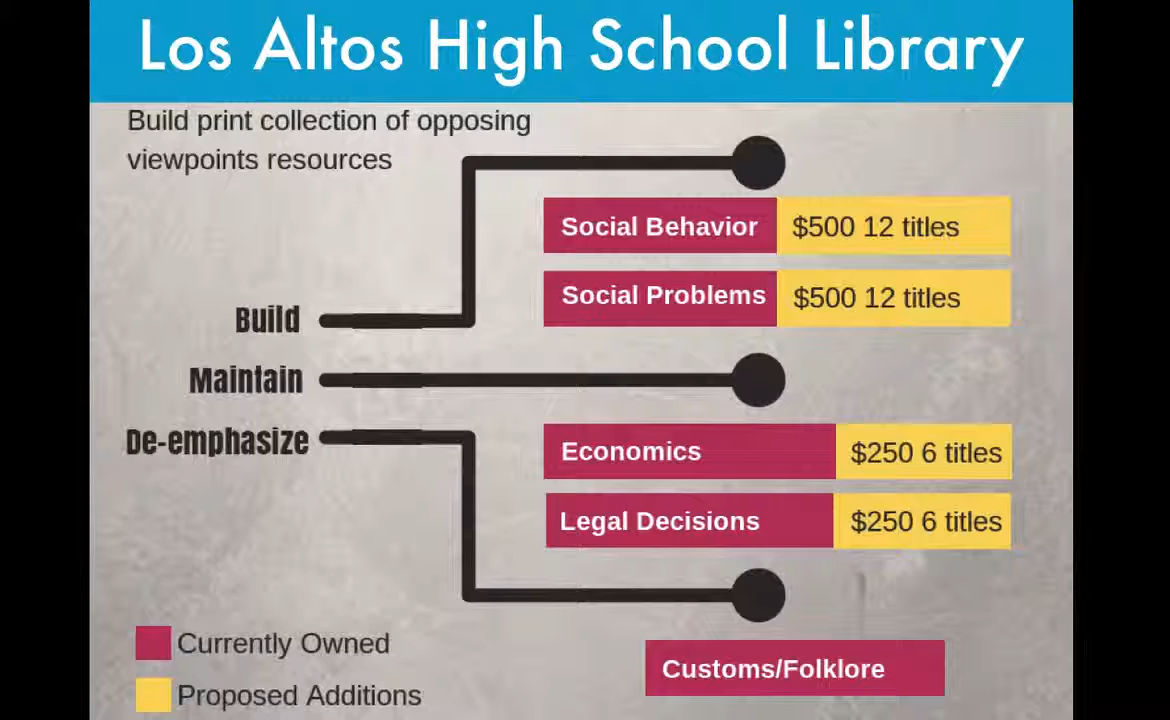 Los Altos High School Library
Build print collection of opposing
viewpoints resources
Social Behavior $500 12 titles
Social Problems $500 12 titles
Build
Maintain
De-emphasize
Economics $250 6 titles
Legal Decisions $250 6 titles
Currently Owned
Customs/Folklore
Proposed Additions